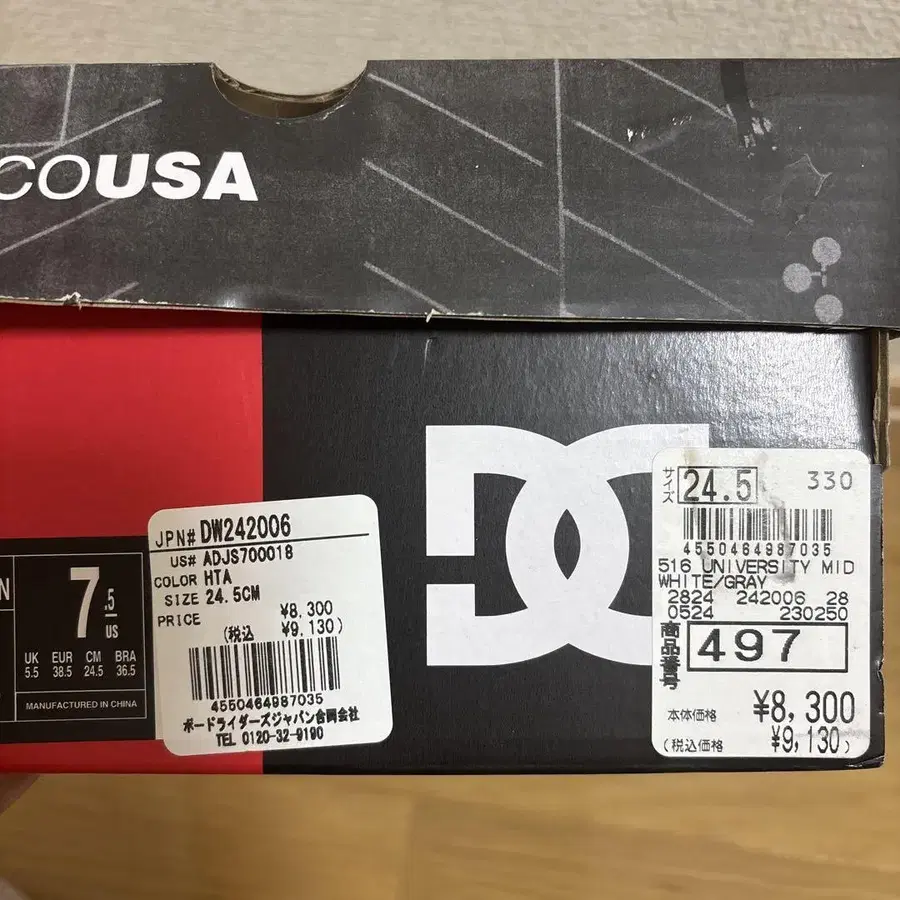 COUSA
DC
N
7.5
US
UK EUR CM BRA
5.5 38.5 24.5 36.5
MANUFACTURED IN CHINA
JPN# DW242006
US# ADJS700018
COLOR HTA
SIZE 24.5CM
PRICE ¥8,300
(税込 ¥9,130)
4550464987035
ボードライダーズジャパン合同会社
TEL 0120-32-9190
サイズ 24.5 330
4550464987035
516 UNIVERSITY MID
WHITE/GRAY
2824 242006 28
0524 230250
商品番号 497
本体価格 ¥8,300
(税込価格 ¥9,130)